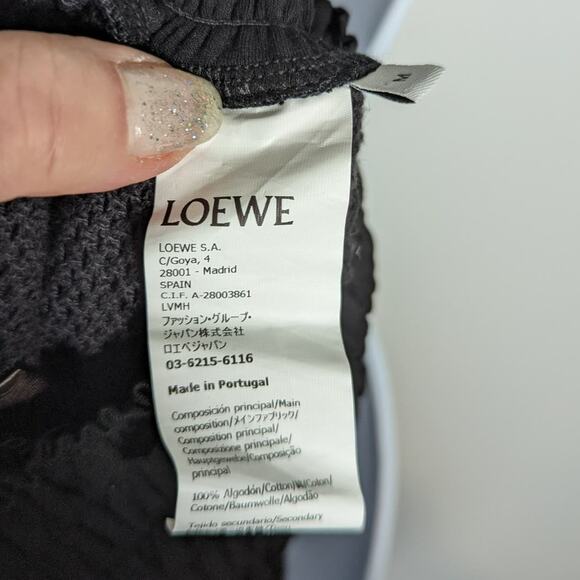 M
LOEWE
LOEWE S.A.
C/Goya, 4
28001 - Madrid
SPAIN
C.I.F. A-28003861
LVMH
ファッション・グループ・
ジャパン株式会社
ロエベジャパン
03-6215-6116
Made in Portugal
Composición principal/Main
composition/メインファブリック/
Composition principal/
Composizione principale/
Hauptgewebe/Composição
principal
100% Algodón/Cotton/綿/Coton/
Cotone/Baumwolle/Algodão
Tejido secundario/Secondary